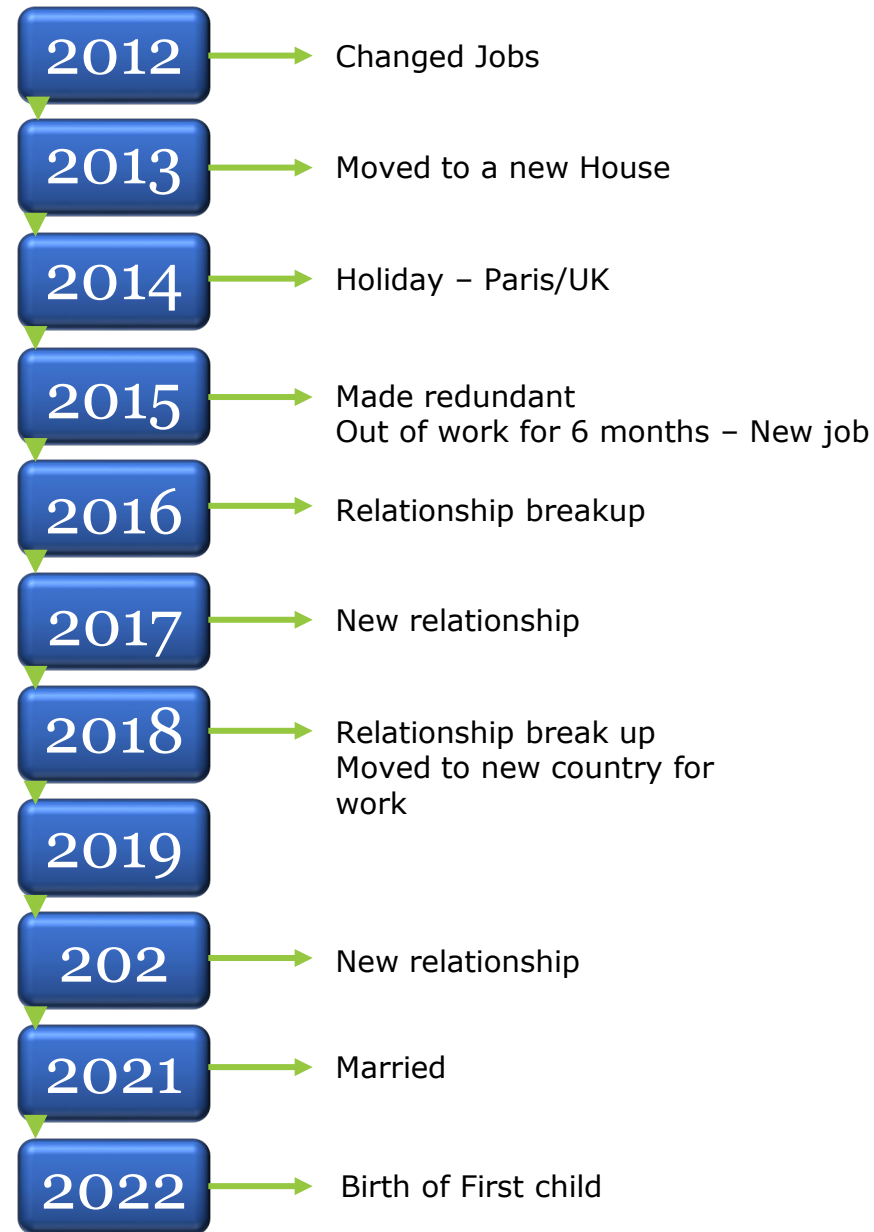 2012
Changed Jobs
2013
Moved to a new House
2014
Holiday – Paris/UK
2015
Made redundant
Out of work for 6 months – New job
2016
Relationship breakup
2017
New relationship
2018
Relationship break up
Moved to new country for
work
2019
202
New relationship
2021
Married
2022
Birth of First child